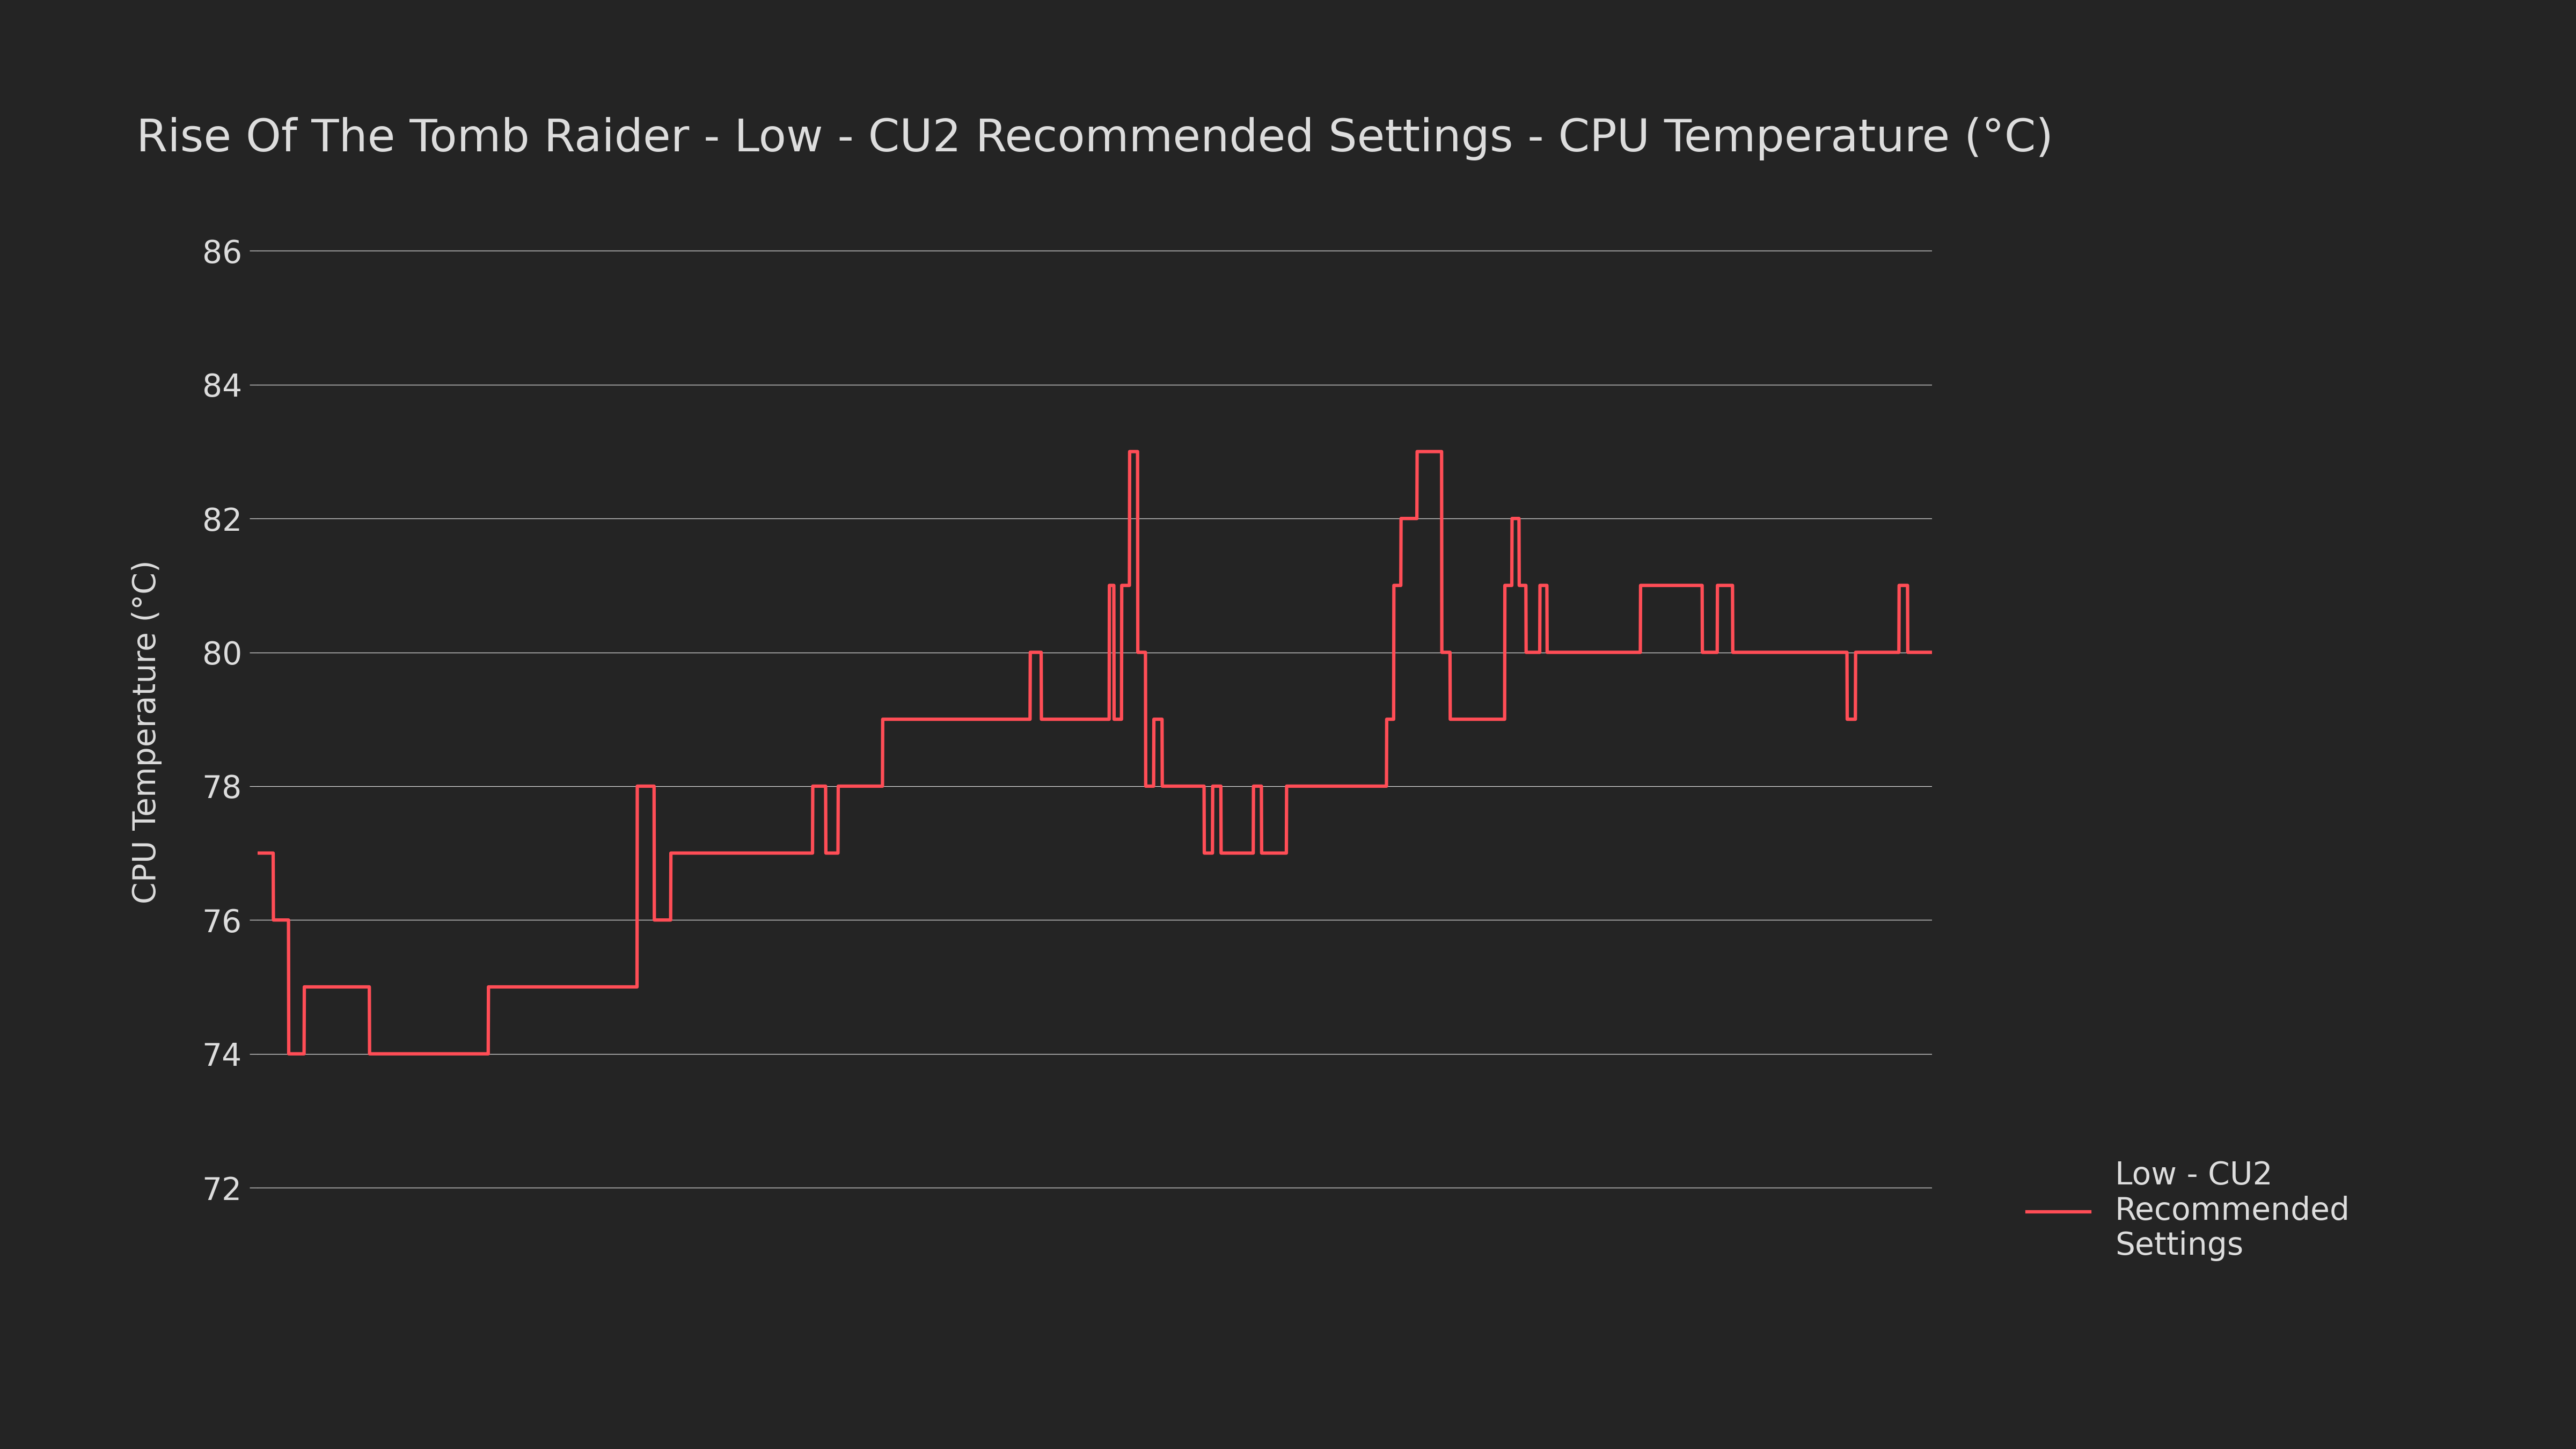 Rise Of The Tomb Raider - Low - CU2 Recommended Settings - CPU Temperature (°C)
86
84
82
80
78
76
74
72
CPU Temperature (°C)
Low - CU2
Recommended
Settings